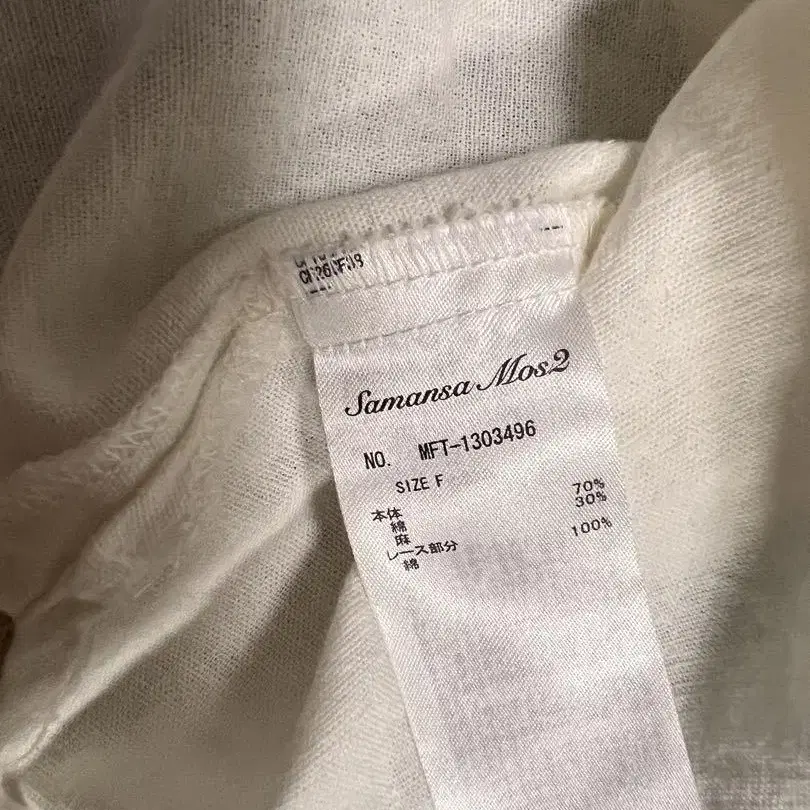 Samansa Mos2
NO. MFT-1303496
SIZE F
本体
綿 70%
麻 30%
レース部分
綿 100%